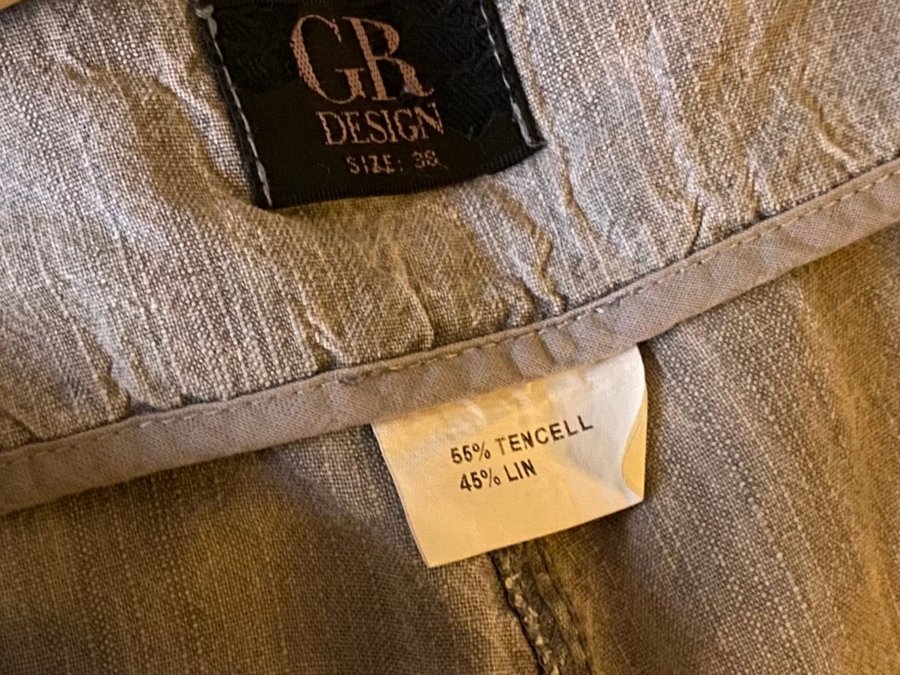 GR
DESIGN
SIZE: 38
55% TENCELL
45% LIN